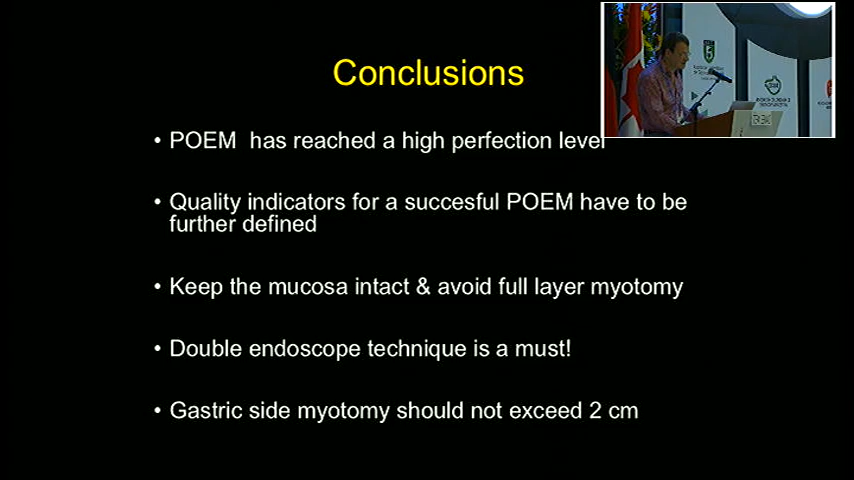 Conclusions
• POEM  has reached a high perfection level
• Quality indicators for a succesful POEM have to be
further defined
• Keep the mucosa intact & avoid full layer myotomy
• Double endoscope technique is a must!
• Gastric side myotomy should not exceed 2 cm